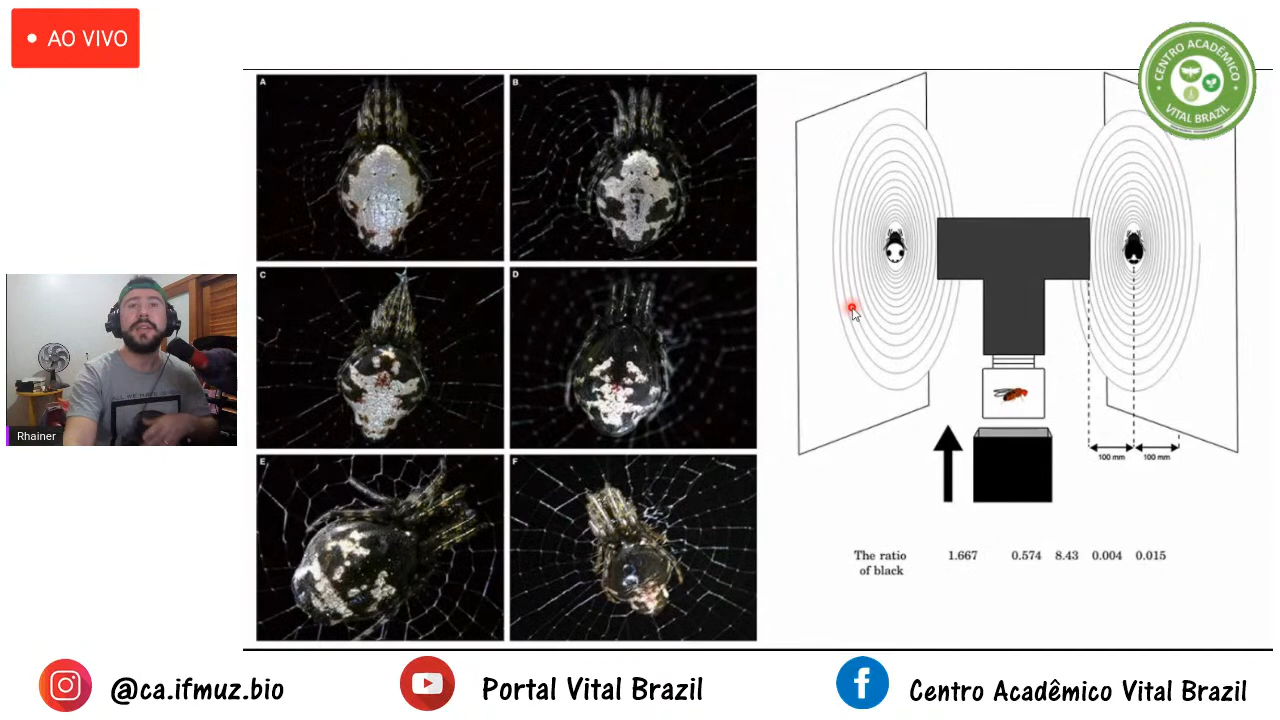 AO VIVO
CENTRO ACADÊMICO
VITAL BRAZIL
A
B
C
D
E
F
Rhainer
100 mm
100 mm
The ratio
of black
1.667 0.574 8.43 0.004 0.015
@ca.ifmuz.bio
Portal Vital Brazil
Centro Acadêmico Vital Brazil